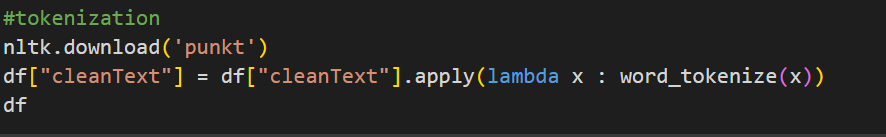 #tokenization
nltk.download('punkt')
df["cleanText"] = df["cleanText"].apply(lambda x : word_tokenize(x))
df